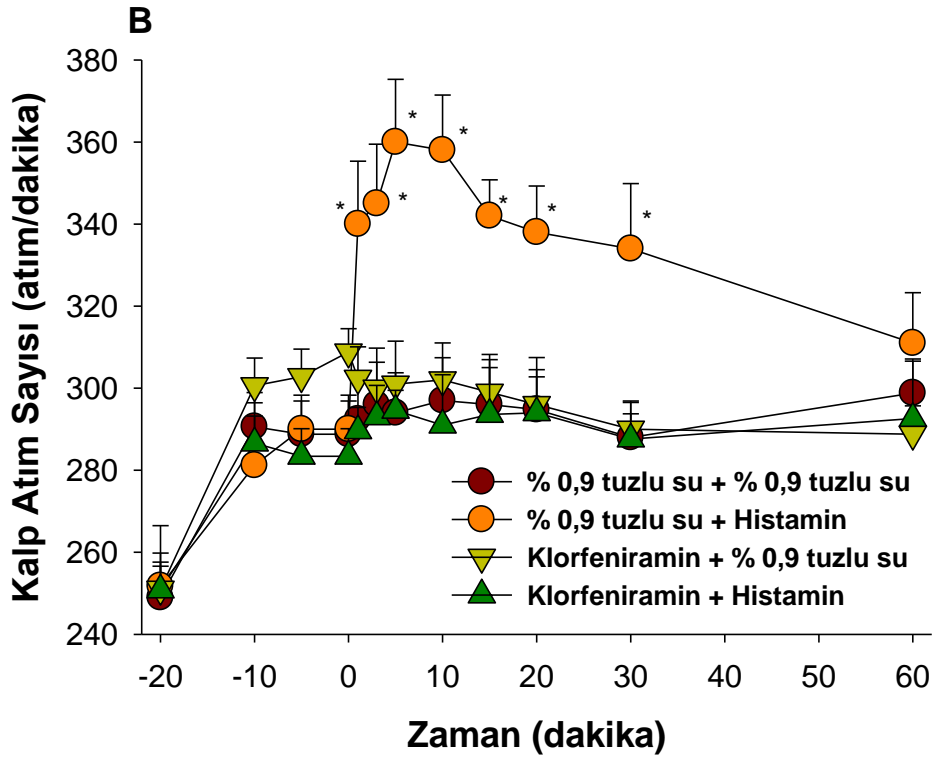 B
Kalp Atım Sayısı (atım/dakika)
380
360
340
320
300
280
260
240
* * * * * * *
% 0,9 tuzlu su + % 0,9 tuzlu su
% 0,9 tuzlu su + Histamin
Klorfeniramin + % 0,9 tuzlu su
Klorfeniramin + Histamin
-20 -10 0 10 20 30 40 50 60
Zaman (dakika)